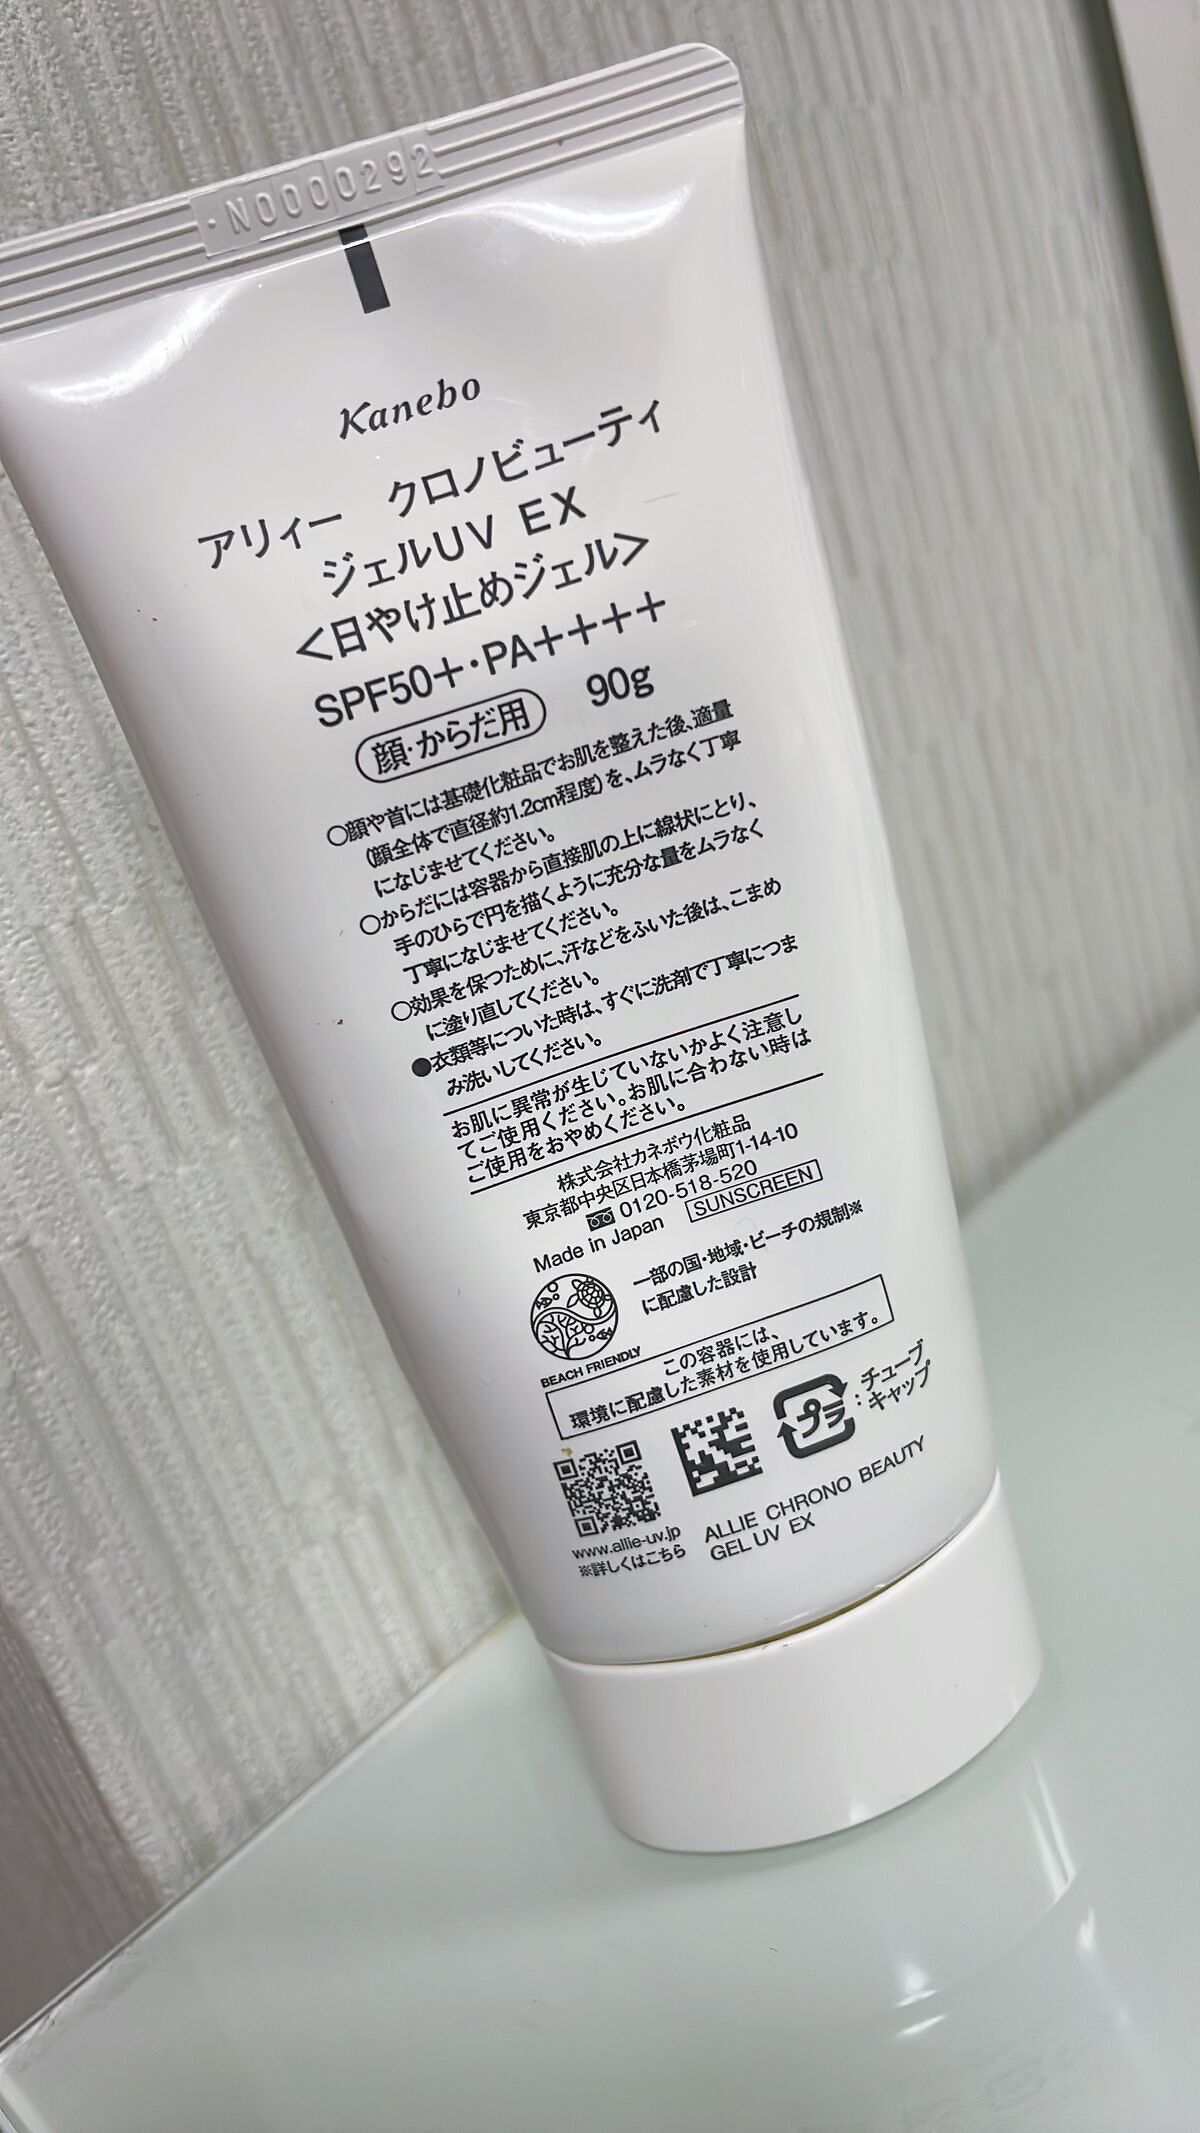 N0000292
Kanebo
アリィー クロノビューティ
ジェルUV EX
<日やけ止めジェル>
SPF50+・PA++++
顔・からだ用 90g
○顔や首には基礎化粧品でお肌を整えた後、適量
(顔全体で直径約1.2cm程度)を、ムラなく丁寧
になじませてください。
○からだには容器から直接肌の上に線状にとり、
手のひらで円を描くように充分な量をムラなく
丁寧になじませてください。
○効果を保つために、汗などをふいた後は、こまめ
に塗り直してください。
●衣類等についた時は、すぐに洗剤で丁寧につま
み洗いしてください。
お肌に異常が生じていないかよく注意し
てご使用ください。お肌に合わない時は
ご使用をおやめください。
株式会社カネボウ化粧品
東京都中央区日本橋茅場町1-14-10
0120-518-520
Made in Japan SUNSCREEN
一部の国・地域・ビーチの規制※
に配慮した設計
BEACH FRIENDLY
この容器には、
環境に配慮した素材を使用しています。
プラ : チューブ
キャップ
www.allie-uv.jp
※詳しくはこちら
ALLIE CHRONO BEAUTY
GEL UV EX